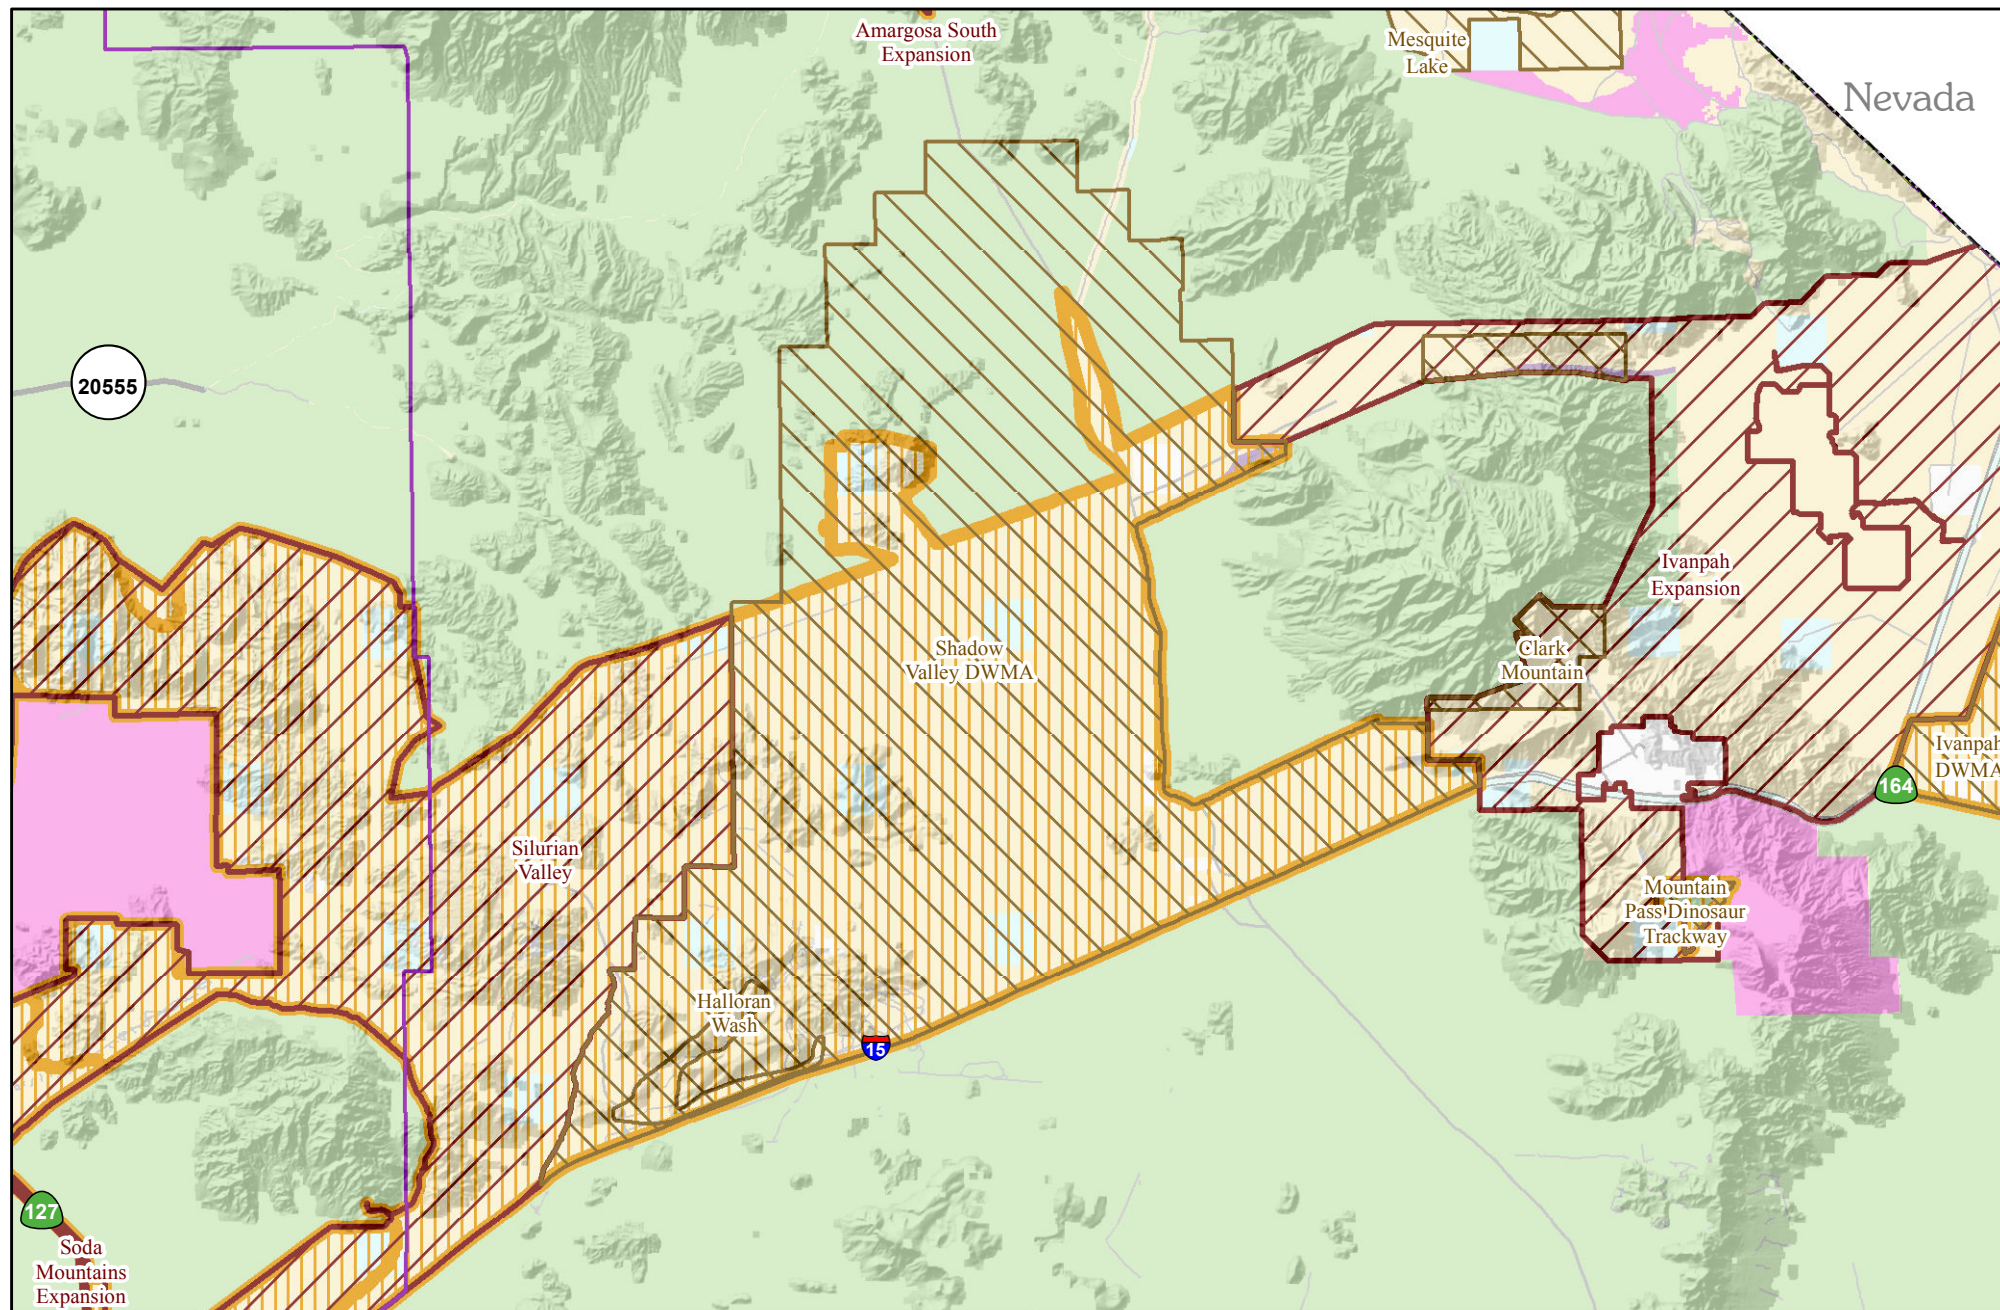 Amargosa South
Expansion
Mesquite
Lake
Nevada
20555
Ivanpah
Expansion
Shadow
Valley DWMA
Clark
Mountain
Ivanpah
DWMA
164
Silurian
Valley
Mountain
Pass Dinosaur
Trackway
Halloran
Wash
15
127
Soda
Mountains
Expansion